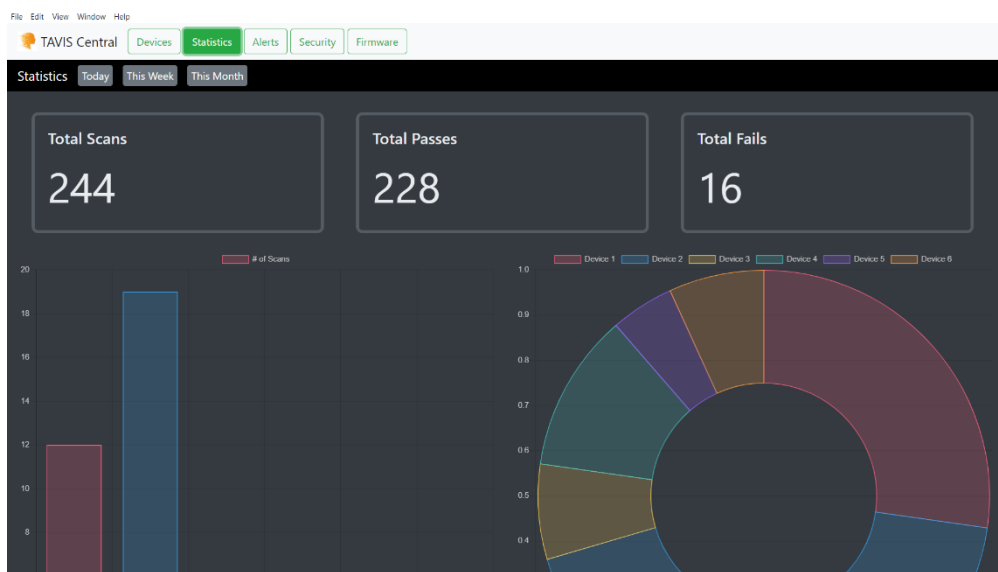 File Edit View Window Help
TAVIS Central Devices Statistics Alerts Security Firmware
Statistics Today This Week This Month
Total Scans Total Passes Total Fails
244 228 16
# of Scans
20
18
16
14
12
10
8
Device 1 Device 2 Device 3 Device 4 Device 5 Device 6
1.0
0.9
0.8
0.7
0.6
0.5
0.4